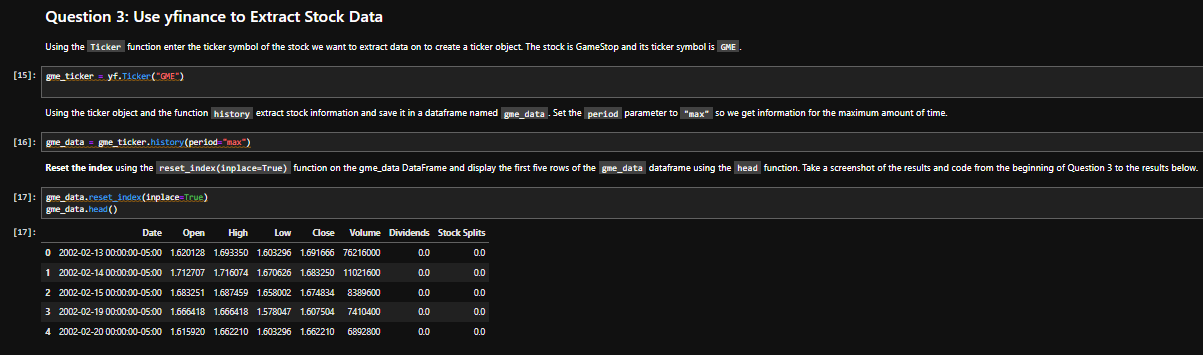 Question 3: Use yfinance to Extract Stock Data
Using the Ticker function enter the ticker symbol of the stock we want to extract data on to create a ticker object. The stock is GameStop and its ticker symbol is GME .
[15]: gme_ticker = yf.Ticker("GME")
Using the ticker object and the function history extract stock information and save it in a dataframe named gme_data . Set the period parameter to "max" so we get information for the maximum amount of time.
[16]: gme_data = gme_ticker.history(period="max")
Reset the index using the reset_index(inplace=True) function on the gme_data DataFrame and display the first five rows of the gme_data dataframe using the head function. Take a screenshot of the results and code from the beginning of Question 3 to the results below.
[17]: gme_data.reset_index(inplace=True)
gme_data.head()
[17]: Date Open High Low Close Volume Dividends Stock Splits
0 2002-02-13 00:00:00-05:00 1.620128 1.693350 1.603296 1.691666 76216000 0.0 0.0
1 2002-02-14 00:00:00-05:00 1.712707 1.716074 1.670626 1.683250 11021600 0.0 0.0
2 2002-02-15 00:00:00-05:00 1.683251 1.687459 1.658002 1.674834 8389600 0.0 0.0
3 2002-02-19 00:00:00-05:00 1.666418 1.666418 1.578047 1.607504 7410400 0.0 0.0
4 2002-02-20 00:00:00-05:00 1.615920 1.662210 1.603296 1.662210 6892800 0.0 0.0